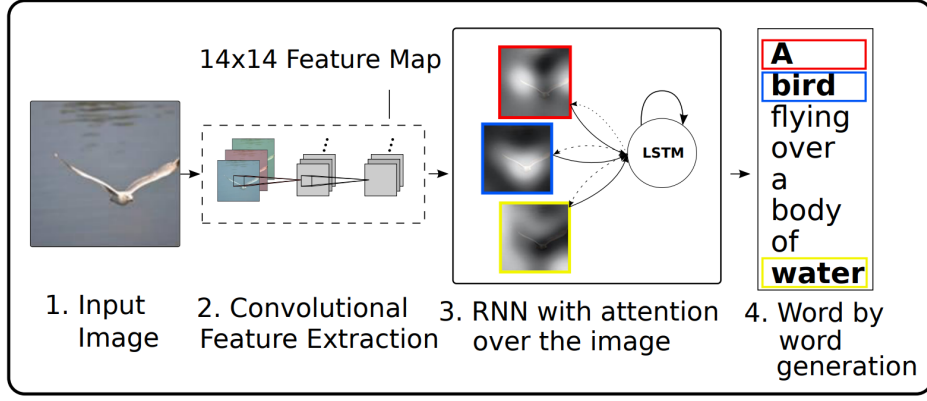 14x14 Feature Map
LSTM
A
bird
flying
over
a
body
of
water
1. Input
Image
2. Convolutional
Feature Extraction
3. RNN with attention
over the image
4. Word by
word
generation